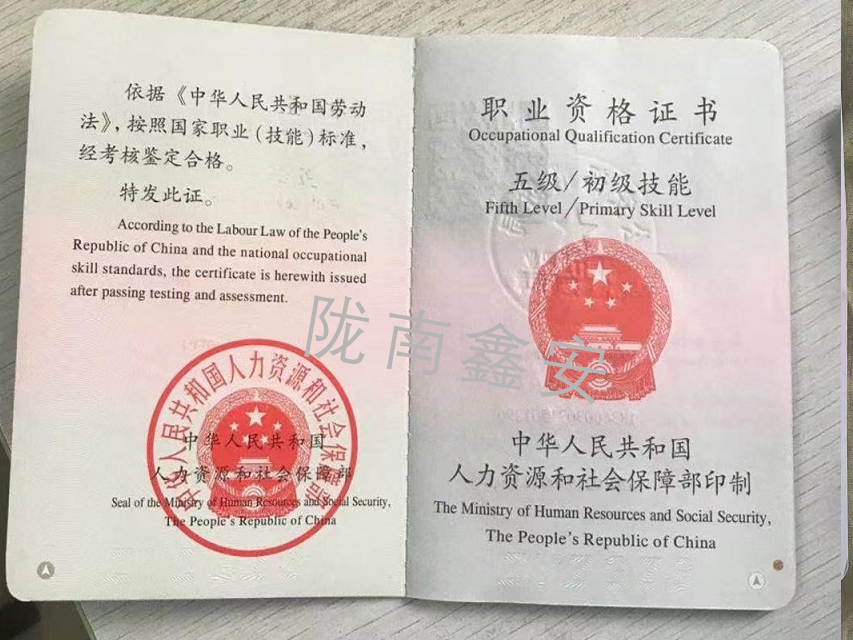 依据《中华人民共和国劳动
法》，按照国家职业（技能）标准，
经考核鉴定合格。
特发此证。
According to the Labour Law of the People's
Republic of China and the national occupational
skill standards, the certificate is herewith issued
after passing testing and assessment.
中华人民共和国人力资源和社会保障部
中华人民共和国
人力资源和社会保障部
Seal of the Ministry of Human Resources and Social Security,
The People's Republic of China
职业资格证书
Occupational Qualification Certificate
五级/初级技能
Fifth Level/Primary Skill Level
中华人民共和国
人力资源和社会保障部印制
The Ministry of Human Resources and Social Security,
The People's Republic of China
陇南鑫安